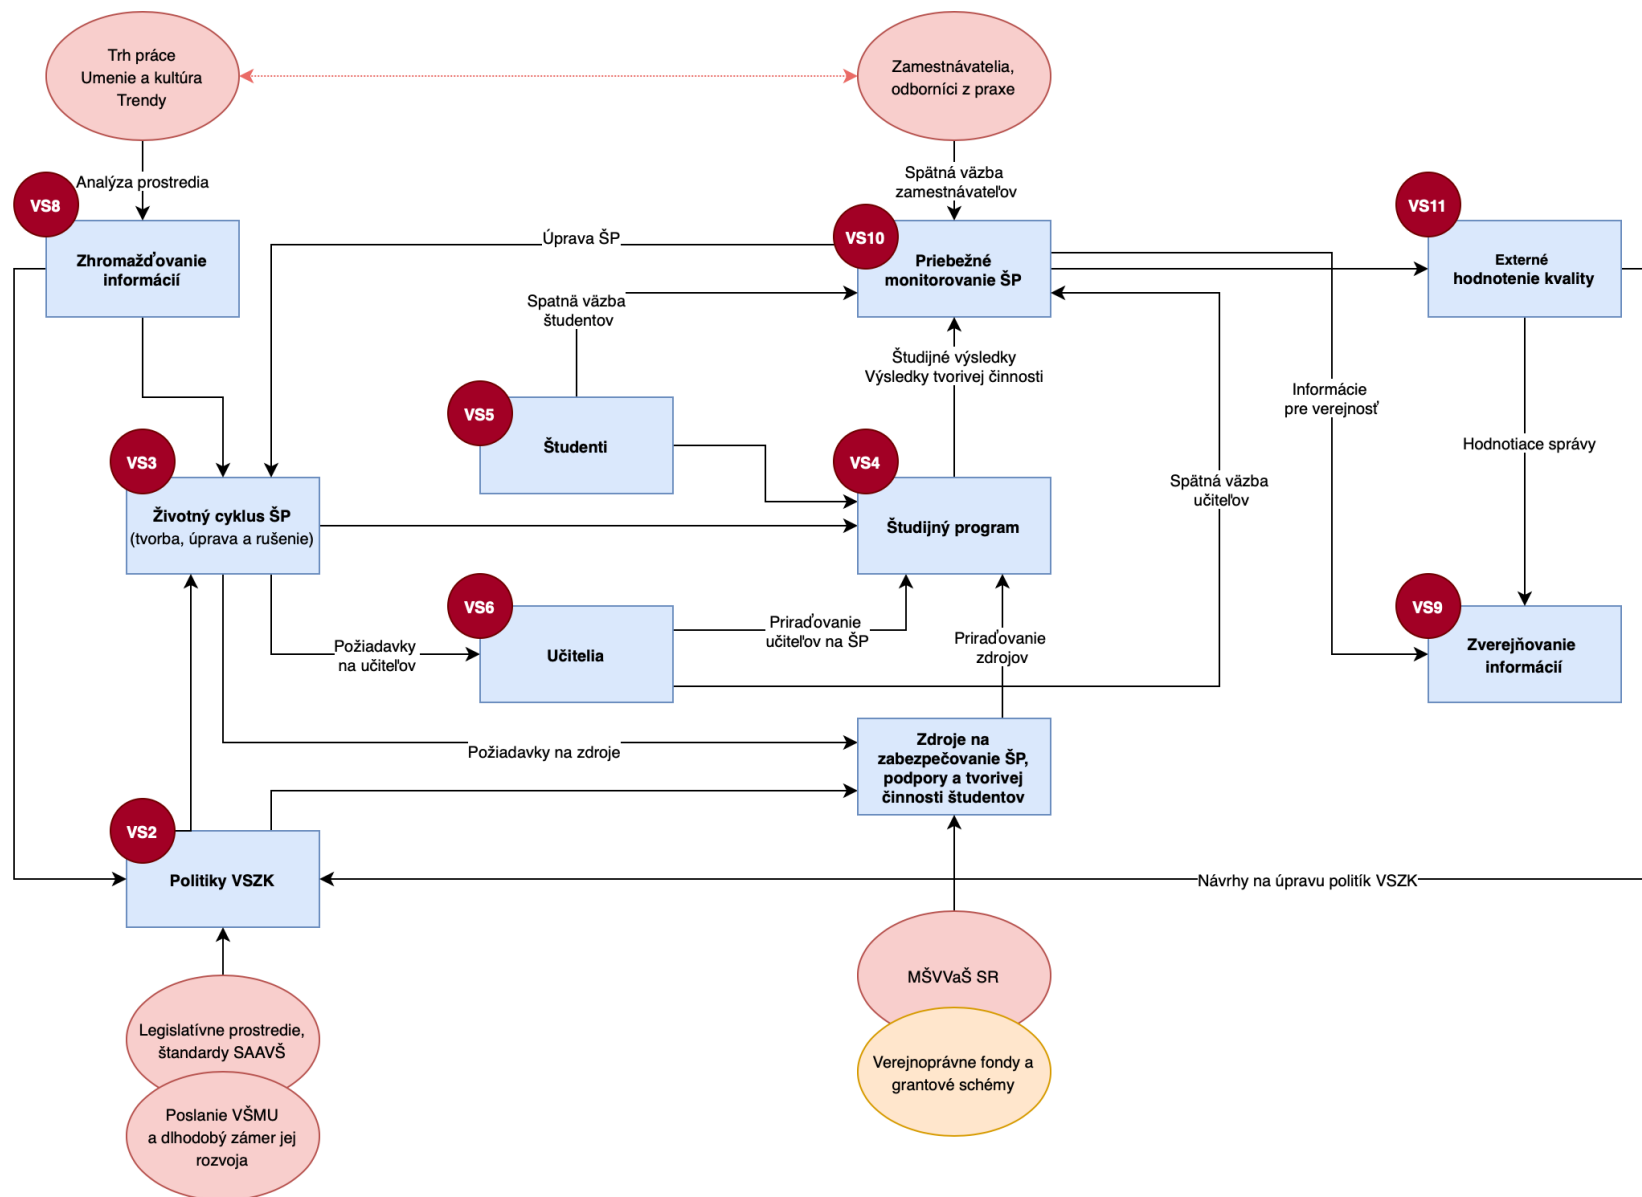 Trh práce
Umenie a kultúra
Trendy
Zamestnávatelia,
odborníci z praxe
Analýza prostredia
Spätná väzba
zamestnávateľov
VS8
Zhromažďovanie
informácií
Úprava ŠP
VS10
Priebežné
monitorovanie ŠP
VS11
Externé
hodnotenie kvality
Spatnä väzba
študentov
Študijné výsledky
Výsledky tvorivej činnosti
Informácie
pre verejnosť
VS5
Študenti
Hodnotiace správy
VS3
Životný cyklus ŠP
(tvorba, úprava a rušenie)
VS4
Študijný program
Spätná väzba
učiteľov
VS6
Učitelia
Požiadavky
na učiteľov
Priraďovanie
učiteľov na ŠP
Priraďovanie
zdrojov
VS9
Zverejňovanie
informácií
Požiadavky na zdroje
Zdroje na
zabezpečovanie ŠP,
podpory a tvorivej
činnosti študentov
VS2
Politiky VSZK
Návrhy na úpravu politík VSZK
MŠVVaŠ SR
Verejnoprávne fondy a
grantové schémy
Legislatívne prostredie,
štandardy SAAVŠ
Poslanie VŠMU
a dlhodobý zámer jej
rozvoja